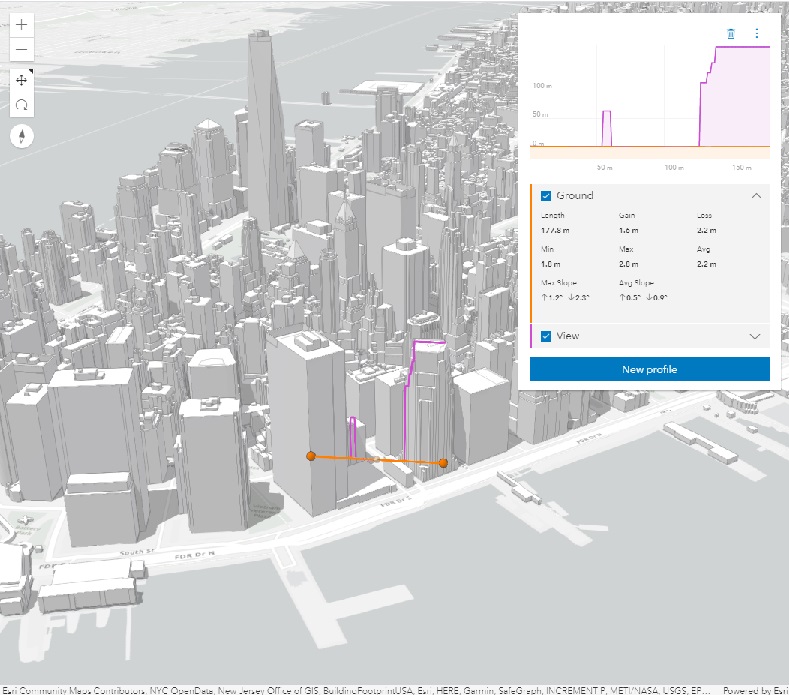 100 m
50 m
0 m
50 m 100 m 150 m
Ground
Length Gain Loss
177.8 m 1.6 m 2.2 m
Min Max Avg
1.8 m 2.8 m 2.2 m
Max Slope Avg Slope
↑1.2° ↓2.3° ↑0.5° ↓0.9°
View
New profile
FDR Dr S
South St
FDR Dr N
Esri Community Maps Contributors, NYC OpenData, New Jersey Office of GIS, BuildingFootprintUSA, Esri, HERE, Garmin, SafeGraph, INCREMENT P, METI/NASA, USGS, EP... Powered by Esri